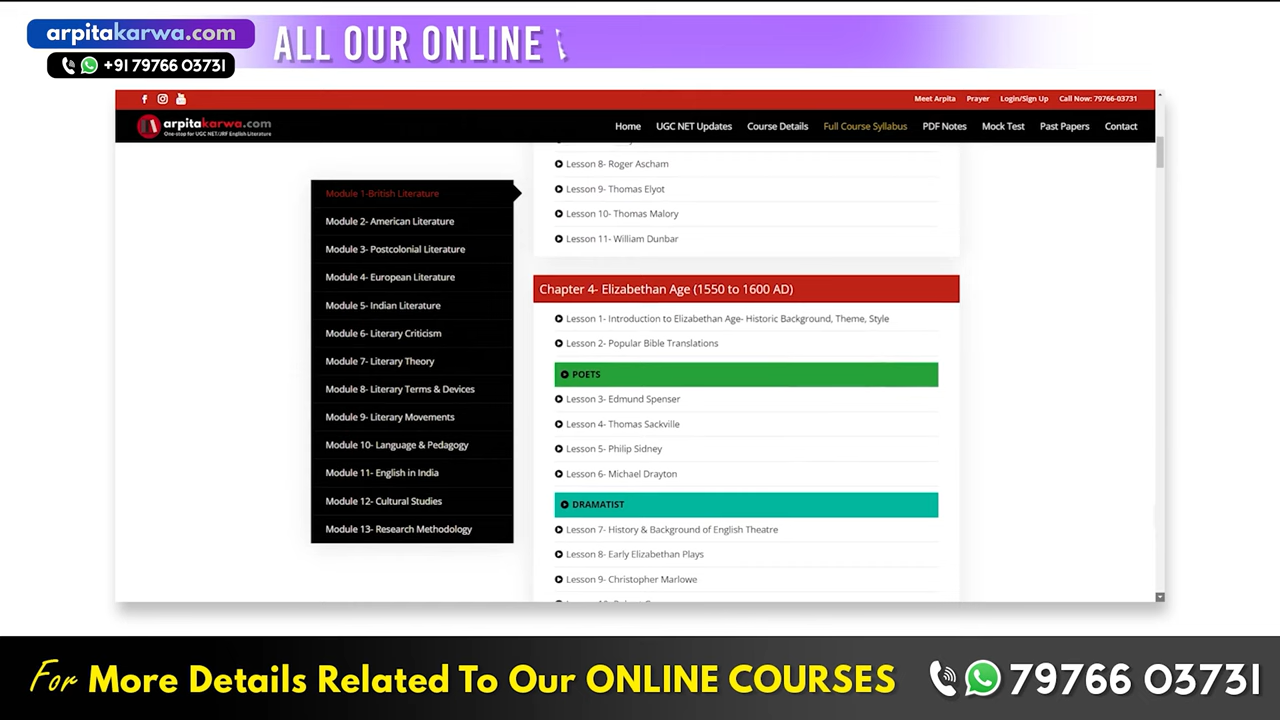 arpitakarwa.com
+91 79766 03731
ALL OUR ONLINE
Meet Arpita Prayer Login/Sign Up Call Now: 79766-03731
arpitakarwa.com
One-stop for UGC NET/JRF English Literature
Home UGC NET Updates Course Details Full Course Syllabus PDF Notes Mock Test Past Papers Contact
Module 1-British Literature
Module 2- American Literature
Module 3- Postcolonial Literature
Module 4- European Literature
Module 5- Indian Literature
Module 6- Literary Criticism
Module 7- Literary Theory
Module 8- Literary Terms & Devices
Module 9- Literary Movements
Module 10- Language & Pedagogy
Module 11- English in India
Module 12- Cultural Studies
Module 13- Research Methodology
Lesson 8- Roger Ascham
Lesson 9- Thomas Elyot
Lesson 10- Thomas Malory
Lesson 11- William Dunbar
Chapter 4- Elizabethan Age (1550 to 1600 AD)
Lesson 1- Introduction to Elizabethan Age- Historic Background, Theme, Style
Lesson 2- Popular Bible Translations
POETS
Lesson 3- Edmund Spenser
Lesson 4- Thomas Sackville
Lesson 5- Philip Sidney
Lesson 6- Michael Drayton
DRAMATIST
Lesson 7- History & Background of English Theatre
Lesson 8- Early Elizabethan Plays
Lesson 9- Christopher Marlowe
For More Details Related To Our ONLINE COURSES 79766 03731